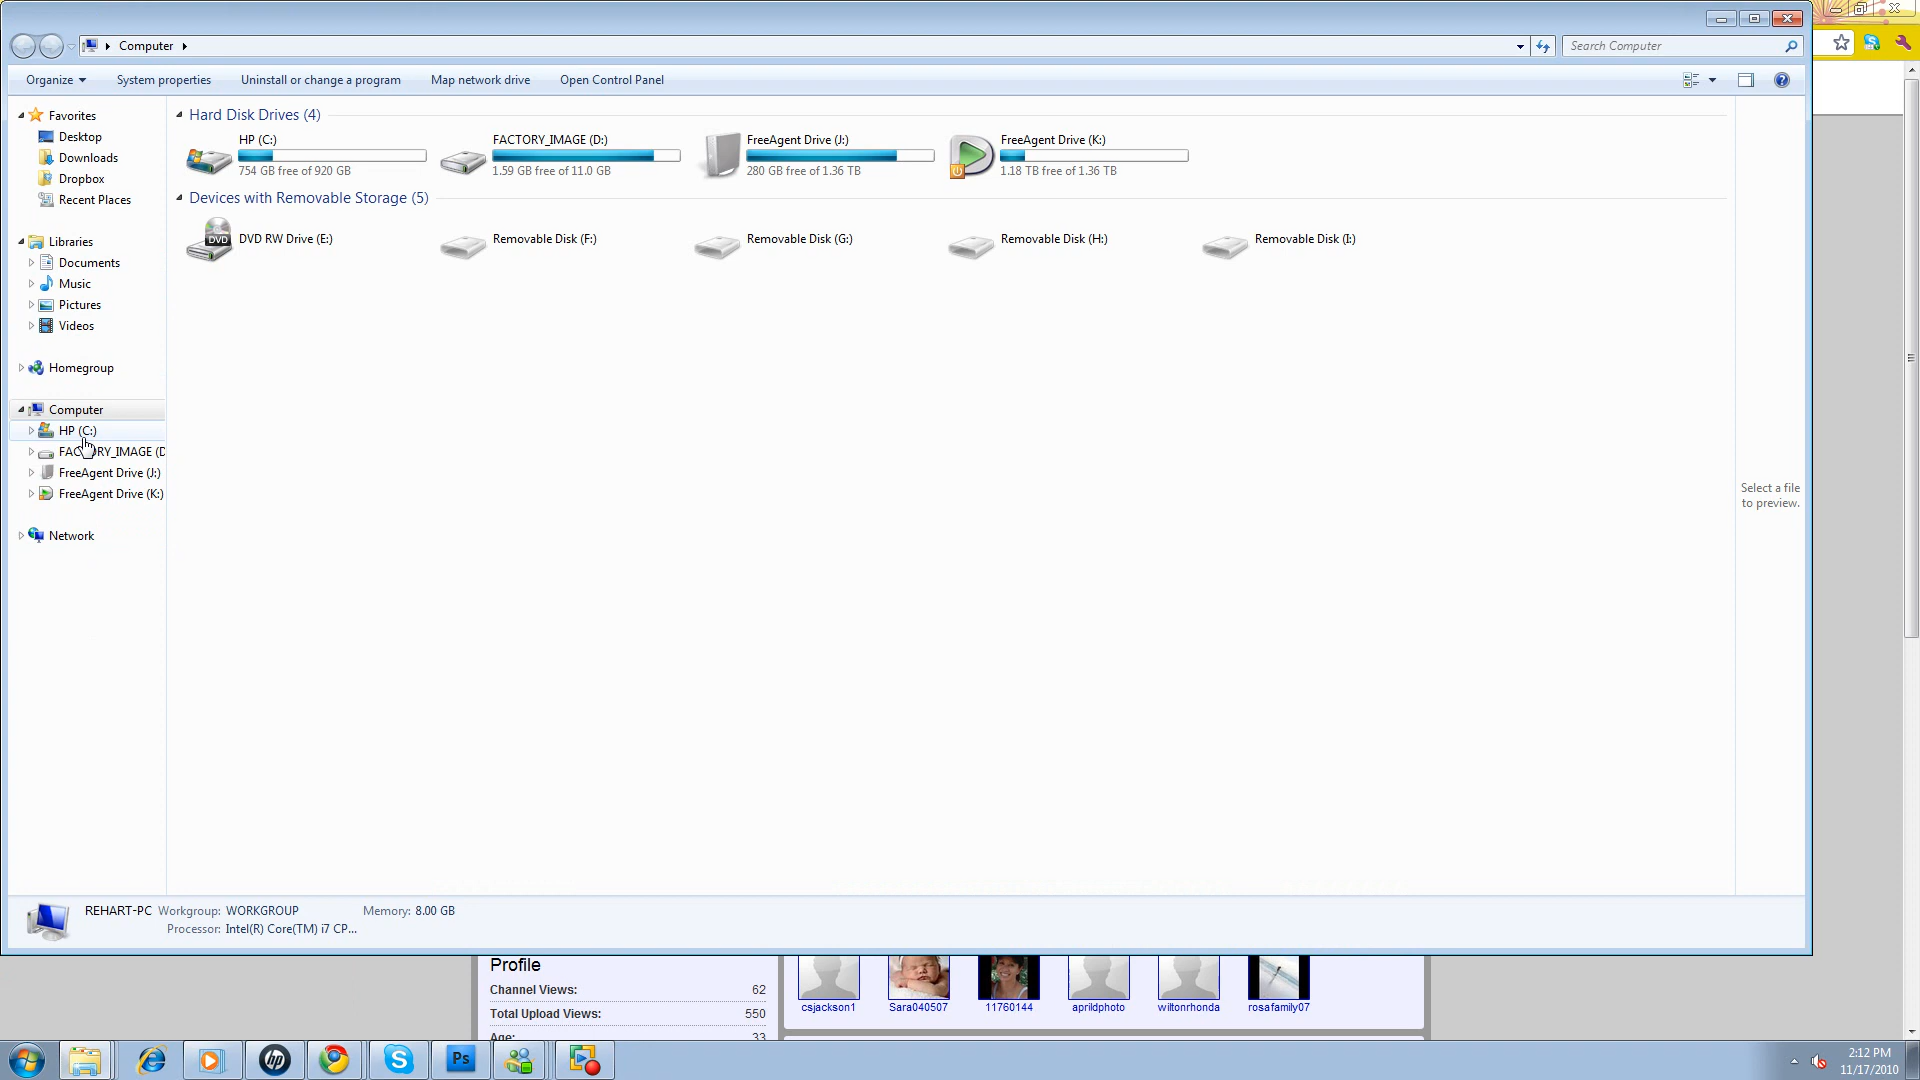 Computer
Search Computer
Organize
System properties
Uninstall or change a program
Map network drive
Open Control Panel
Favorites
Desktop
Downloads
Dropbox
Recent Places
Libraries
Documents
Music
Pictures
Videos
Homegroup
Computer
HP (C:)
FACTORY_IMAGE (D
FreeAgent Drive (J:)
FreeAgent Drive (K:)
Network
Hard Disk Drives (4)
HP (C:)
754 GB free of 920 GB
FACTORY_IMAGE (D:)
1.59 GB free of 11.0 GB
FreeAgent Drive (J:)
280 GB free of 1.36 TB
FreeAgent Drive (K:)
1.18 TB free of 1.36 TB
Devices with Removable Storage (5)
DVD
DVD RW Drive (E:)
Removable Disk (F:)
Removable Disk (G:)
Removable Disk (H:)
Removable Disk (I:)
Select a file
to preview.
REHART-PC Workgroup: WORKGROUP Memory: 8.00 GB
Processor: Intel(R) Core(TM) i7 CP...
Profile
Channel Views: 62
Total Upload Views: 550
Age: 33
csjackson1
Sara040507
11760144
aprildphoto
wiltonrhonda
rosafamily07
hp
Ps
2:12 PM
11/17/2010